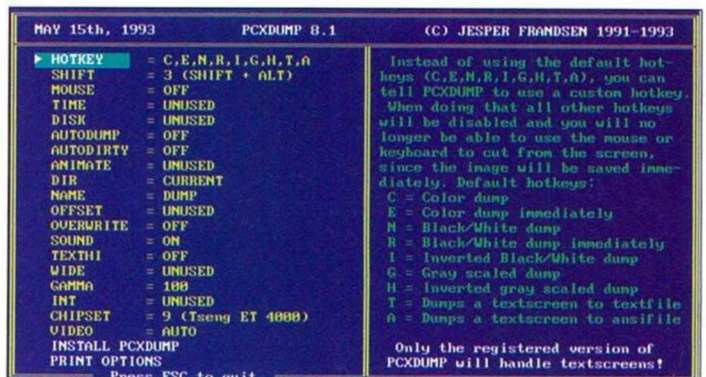 MAY 15th, 1993 PCXDUMP 8.1 (C) JESPER FRANDSEN 1991-1993
HOTKEY = C,E,N,R,I,G,H,T,A
SHIFT = 3 (SHIFT + ALT)
MOUSE = OFF
TIME = UNUSED
DISK = UNUSED
AUTODUMP = OFF
AUTODIRTY = OFF
ANIMATE = UNUSED
DIR = CURRENT
NAME = DUMP
OFFSET = UNUSED
OVERWRITE = OFF
SOUND = ON
TEXTHI = OFF
WIDE = UNUSED
GAMMA = 100
INT = UNUSED
CHIPSET = 9 (Tseng ET 4000)
VIDEO = AUTO
INSTALL PCXDUMP
PRINT OPTIONS
Press ESC to quit
Instead of using the default hot-
keys (C,E,N,R,I,G,H,T,A), you can
tell PCXDUMP to use a custom hotkey.
When doing that all other hotkeys
will be disabled and you will no
longer be able to use the mouse or
keyboard to cut from the screen,
since the image will be saved imme-
diately. Default hotkeys:
C = Color dump
E = Color dump immediately
N = Black/White dump
R = Black/White dump immediately
I = Inverted Black/White dump
G = Gray scaled dump
H = Inverted gray scaled dump
T = Dumps a textscreen to textfile
A = Dumps a textscreen to ansifile
Only the registered version of
PCXDUMP will handle textscreens!